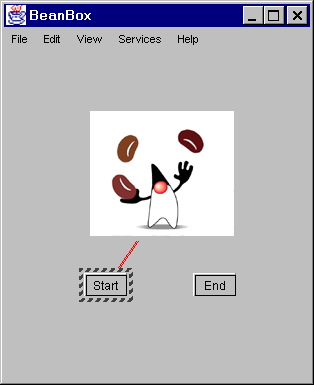 BeanBox
File Edit View Services Help
Start End